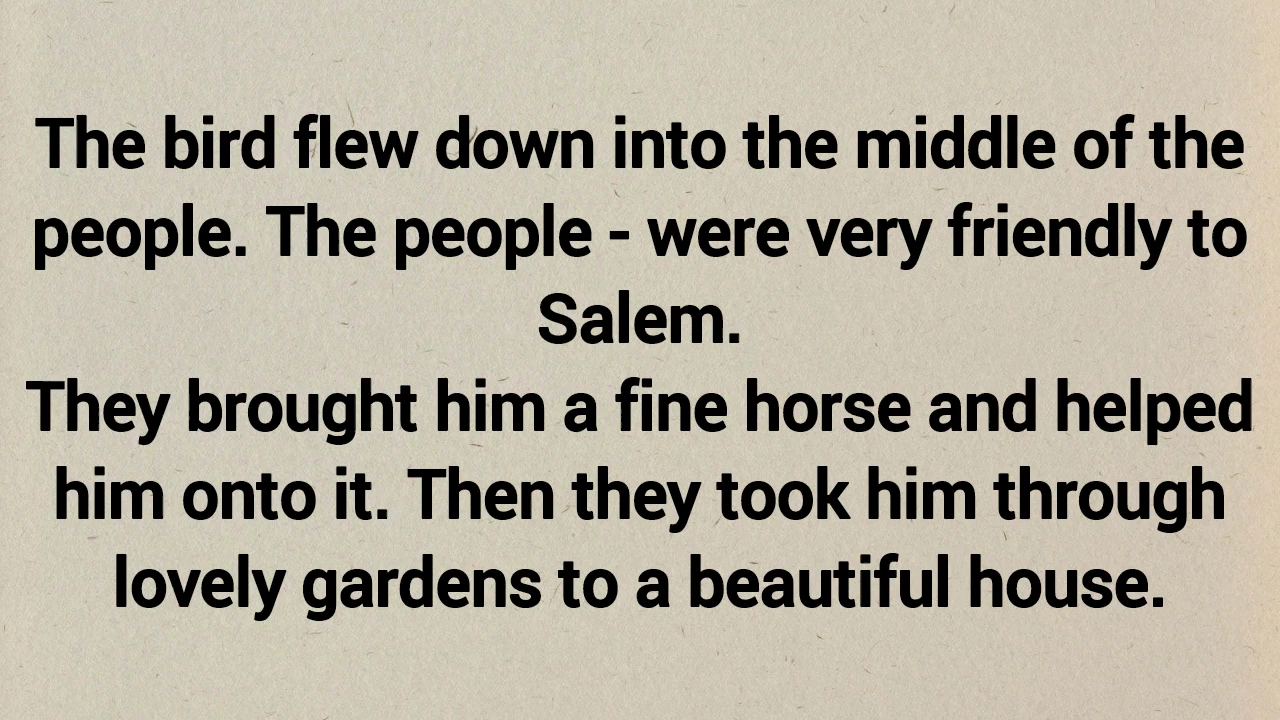 The bird flew down into the middle of the
people. The people - were very friendly to
Salem.
They brought him a fine horse and helped
him onto it. Then they took him through
lovely gardens to a beautiful house.